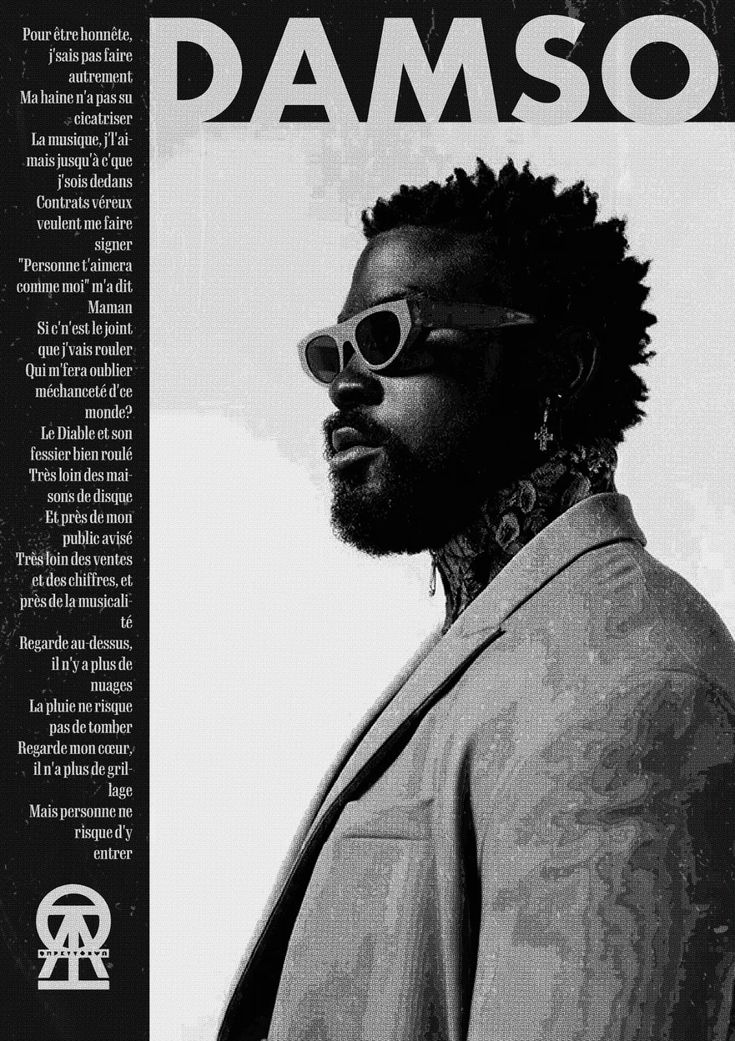 DAMSO
Pour être honnête,
j'sais pas faire
autrement
Ma haine n'a pas su
cicatriser
La musique, j'l'ai-
mais jusqu'à c'que
j'sois dedans
Contrats véreux
veulent me faire
signer
"Personne t'aimera
comme moi" m'a dit
Maman
Si c'n'est le joint
que j'vais rouler
Qui m'fera oublier
méchanceté d'ce
monde?
Le Diable et son
fessier bien roulé
Très loin des mai-
sons de disque
Et près de mon
public avisé
Très loin des ventes
et des chiffres, et
près de la musicali-
té
Regarde au-dessus,
il n'y a plus de
nuages
La pluie ne risque
pas de tomber
Regarde mon cœur,
il n'a plus de gril-
lage
Mais personne ne
risque d'y
entrer